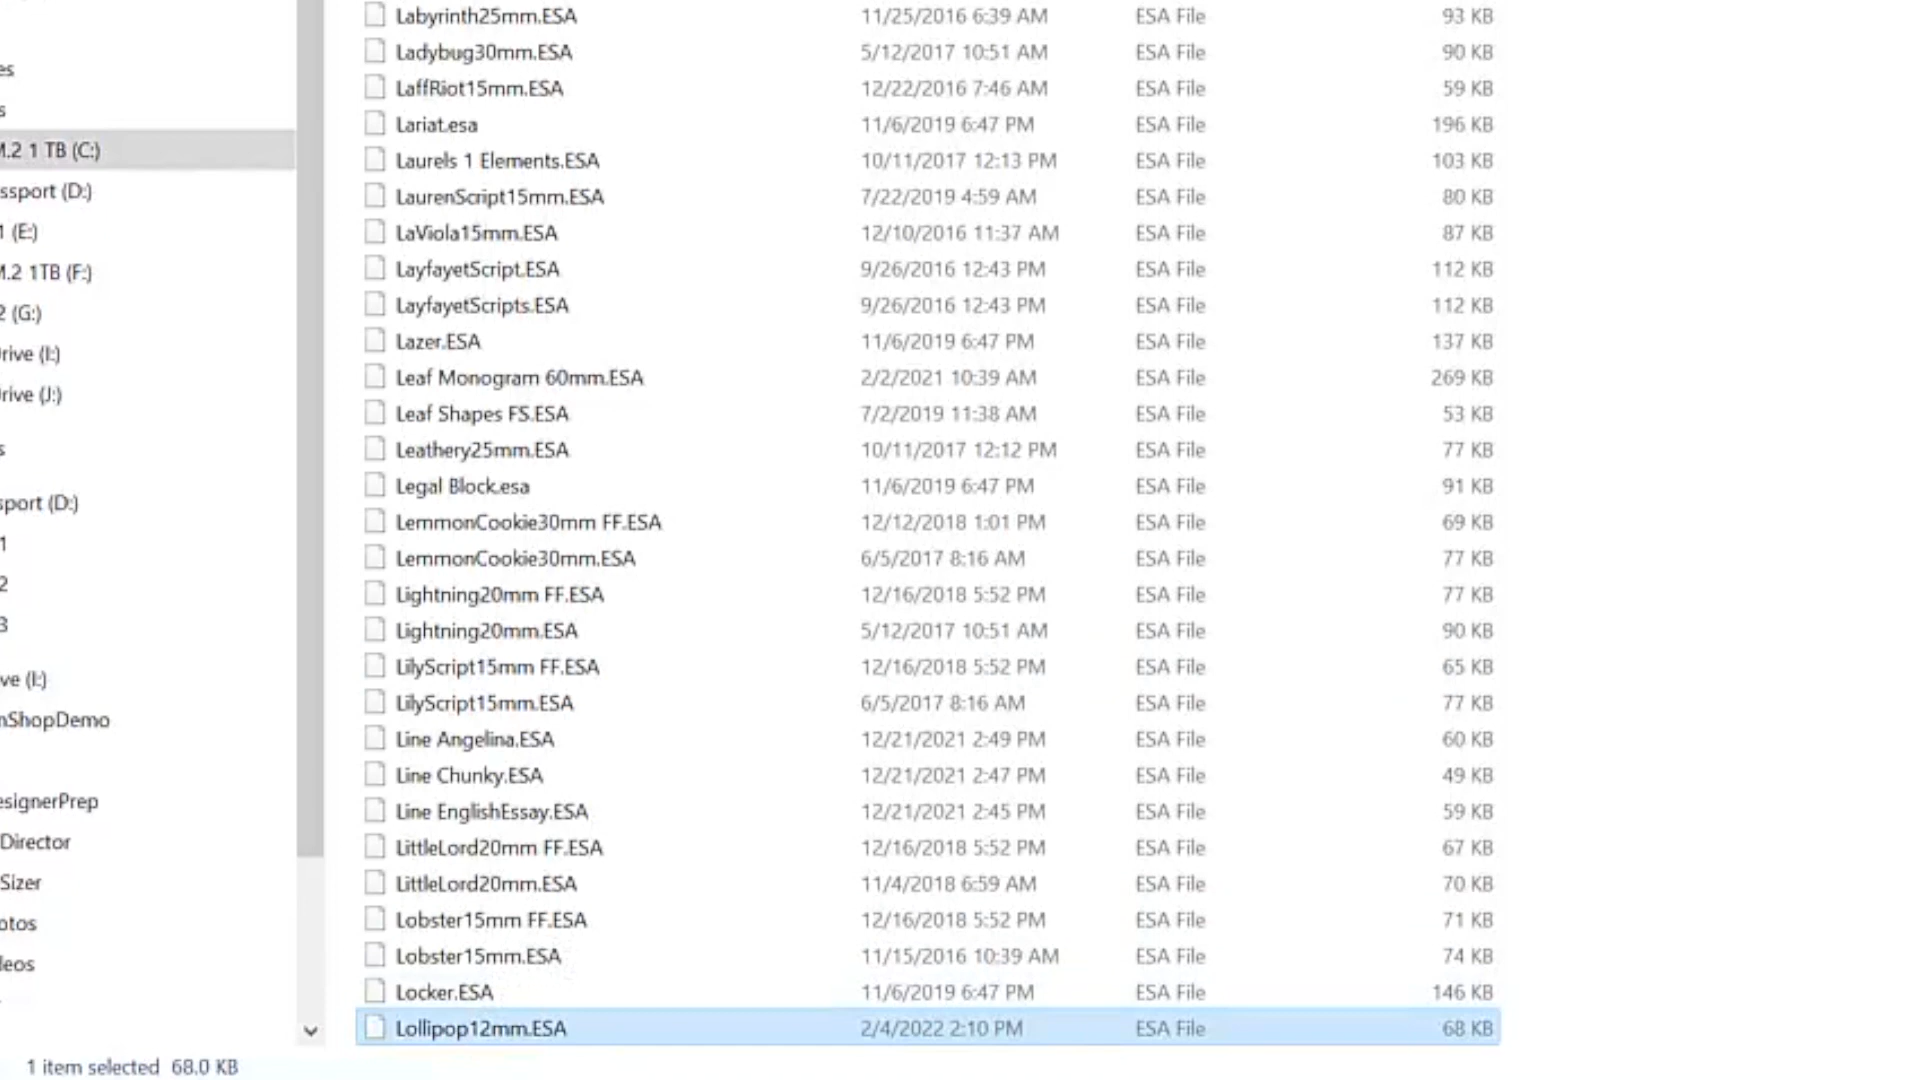 es
s
M.2 1 TB (C:)
ssport (D:)
1 (E:)
M.2 1TB (F:)
2 (G:)
rive (I:)
rive (J:)
s
sport (D:)
1
2
3
ve (I:)
mShopDemo
esignerPrep
Director
Sizer
otos
deos
Labyrinth25mm.ESA 11/25/2016 6:39 AM ESA File 93 KB
Ladybug30mm.ESA 5/12/2017 10:51 AM ESA File 90 KB
LaffRiot15mm.ESA 12/22/2016 7:46 AM ESA File 59 KB
Lariat.esa 11/6/2019 6:47 PM ESA File 196 KB
Laurels 1 Elements.ESA 10/11/2017 12:13 PM ESA File 103 KB
LaurenScript15mm.ESA 7/22/2019 4:59 AM ESA File 80 KB
LaViola15mm.ESA 12/10/2016 11:37 AM ESA File 87 KB
LayfayetScript.ESA 9/26/2016 12:43 PM ESA File 112 KB
LayfayetScripts.ESA 9/26/2016 12:43 PM ESA File 112 KB
Lazer.ESA 11/6/2019 6:47 PM ESA File 137 KB
Leaf Monogram 60mm.ESA 2/2/2021 10:39 AM ESA File 269 KB
Leaf Shapes FS.ESA 7/2/2019 11:38 AM ESA File 53 KB
Leathery25mm.ESA 10/11/2017 12:12 PM ESA File 77 KB
Legal Block.esa 11/6/2019 6:47 PM ESA File 91 KB
LemmonCookie30mm FF.ESA 12/12/2018 1:01 PM ESA File 69 KB
LemmonCookie30mm.ESA 6/5/2017 8:16 AM ESA File 77 KB
Lightning20mm FF.ESA 12/16/2018 5:52 PM ESA File 77 KB
Lightning20mm.ESA 5/12/2017 10:51 AM ESA File 90 KB
LilyScript15mm FF.ESA 12/16/2018 5:52 PM ESA File 65 KB
LilyScript15mm.ESA 6/5/2017 8:16 AM ESA File 77 KB
Line Angelina.ESA 12/21/2021 2:49 PM ESA File 60 KB
Line Chunky.ESA 12/21/2021 2:47 PM ESA File 49 KB
Line EnglishEssay.ESA 12/21/2021 2:45 PM ESA File 59 KB
LittleLord20mm FF.ESA 12/16/2018 5:52 PM ESA File 67 KB
LittleLord20mm.ESA 11/4/2018 6:59 AM ESA File 70 KB
Lobster15mm FF.ESA 12/16/2018 5:52 PM ESA File 71 KB
Lobster15mm.ESA 11/15/2016 10:39 AM ESA File 74 KB
Locker.ESA 11/6/2019 6:47 PM ESA File 146 KB
Lollipop12mm.ESA 2/4/2022 2:10 PM ESA File 68 KB
1 item selected 68.0 KB